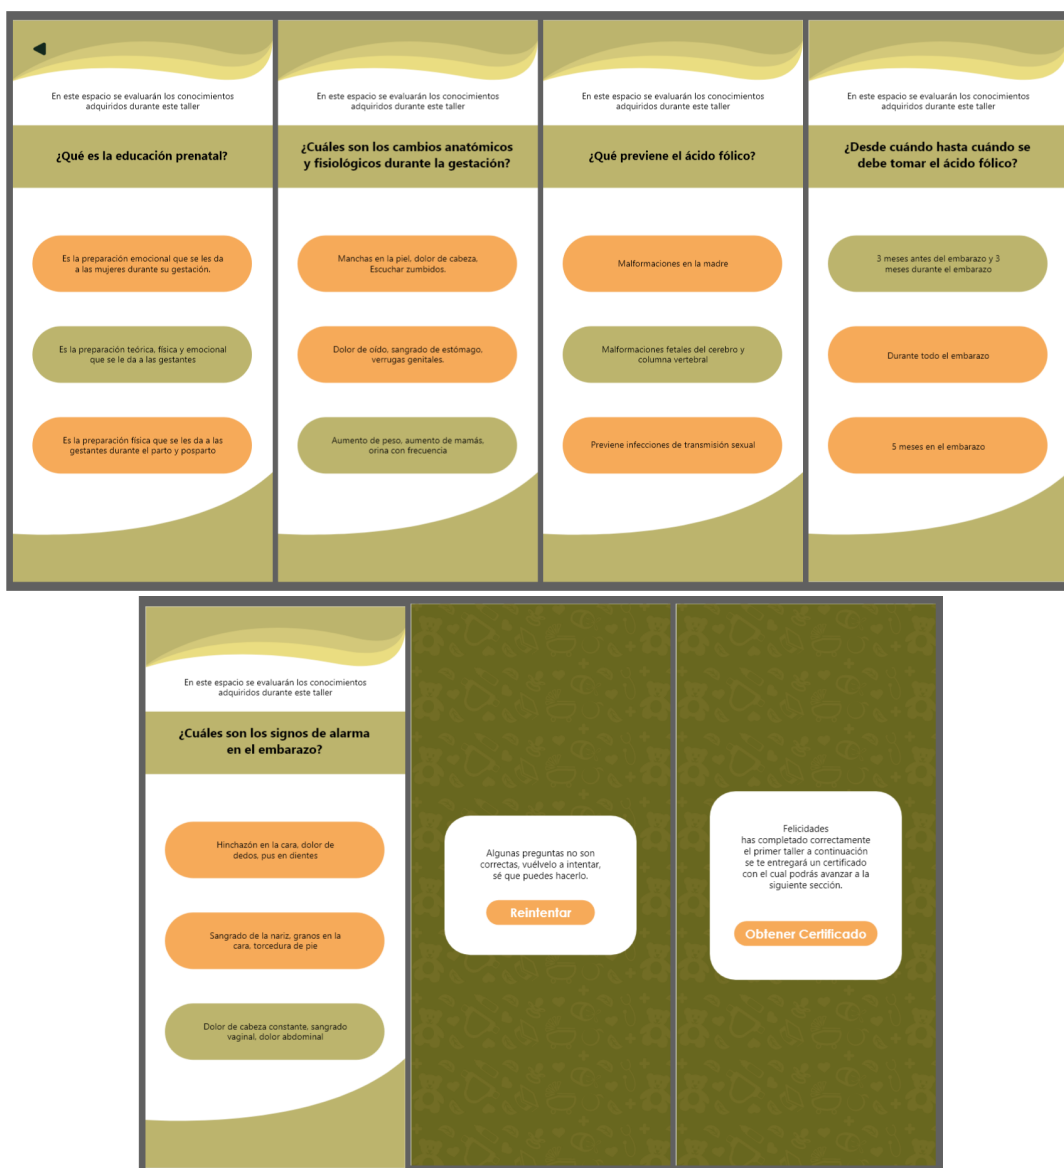 En este espacio se evaluarán los conocimientos
adquiridos durante este taller
¿Qué es la educación prenatal?
Es la preparación emocional que se les da
a las mujeres durante su gestación.
Es la preparación teórica, física y emocional
que se le da a las gestantes
Es la preparación física que se les da a las
gestantes durante el parto y posparto
En este espacio se evaluarán los conocimientos
adquiridos durante este taller
¿Cuáles son los cambios anatómicos
y fisiológicos durante la gestación?
Manchas en la piel, dolor de cabeza.
Escuchar zumbidos.
Dolor de oído, sangrado de estómago,
verrugas genitales.
Aumento de peso, aumento de mamás,
orina con frecuencia
En este espacio se evaluarán los conocimientos
adquiridos durante este taller
¿Qué previene el ácido fólico?
Malformaciones en la madre
Malformaciones fetales del cerebro y
columna vertebral
Previene infecciones de transmisión sexual
En este espacio se evaluarán los conocimientos
adquiridos durante este taller
¿Desde cuándo hasta cuándo se
debe tomar el ácido fólico?
3 meses antes del embarazo y 3
meses durante el embarazo
Durante todo el embarazo
5 meses en el embarazo
En este espacio se evaluarán los conocimientos
adquiridos durante este taller
¿Cuáles son los signos de alarma
en el embarazo?
Hinchazón en la cara, dolor de
dedos, pus en dientes
Sangrado de la nariz, granos en la
cara, torcedura de pie
Dolor de cabeza constante, sangrado
vaginal, dolor abdominal
Algunas preguntas no son
correctas, vuélvelo a intentar,
sé que puedes hacerlo.
Reintentar
Felicidades
has completado correctamente
el primer taller a continuación
se te entregará un certificado
con el cual podrás avanzar a la
siguiente sección.
Obtener Certificado